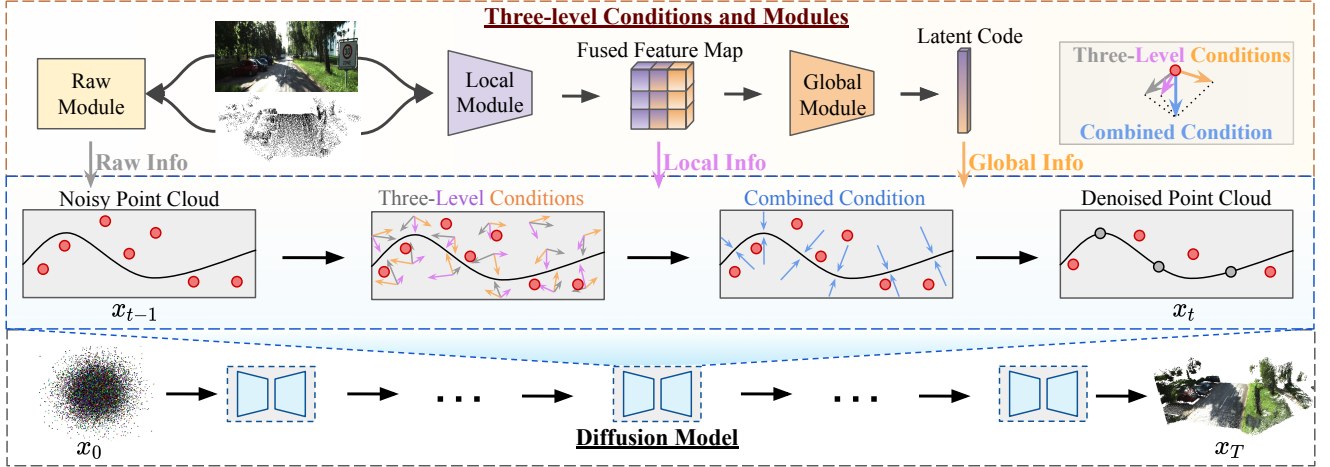 Three-level Conditions and Modules
Raw
Module
Local
Module
Fused Feature Map
Global
Module
Latent Code
Three-Level Conditions
Combined Condition
Raw Info
Local Info
Global Info
Noisy Point Cloud
Three-Level Conditions
Combined Condition
Denoised Point Cloud
x_{t-1}
x_t
x_0
...
...
x_T
Diffusion Model